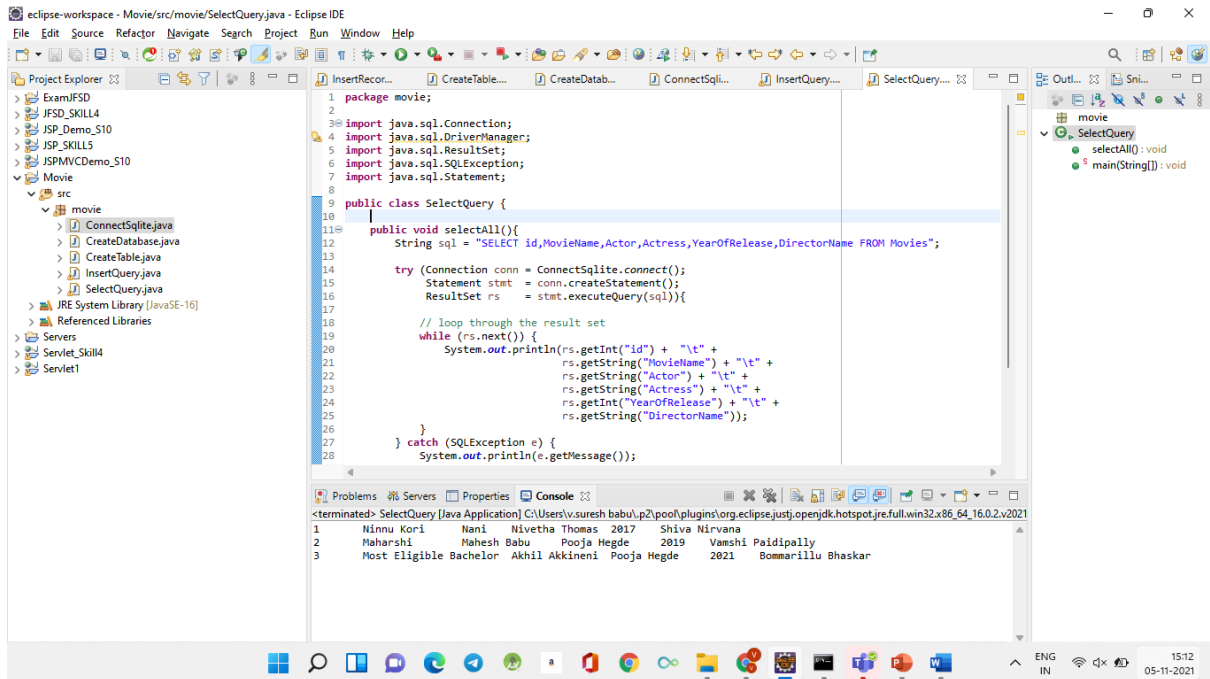 eclipse-workspace - Movie/src/movie/SelectQuery.java - Eclipse IDE
File Edit Source Refactor Navigate Search Project Run Window Help
Project Explorer
ExamJFSD
JFSD_SKILL4
JSP_Demo_S10
JSP_SKILL5
JSPMVCDemo_S10
Movie
src
movie
ConnectSqlite.java
CreateDatabase.java
CreateTable.java
InsertQuery.java
SelectQuery.java
JRE System Library [JavaSE-16]
Referenced Libraries
Servers
Servlet_Skill4
Servlet1
InsertRecor... CreateTable.... CreateDatab... ConnectSqli... InsertQuery.... SelectQuery....
1 package movie;
2
3 import java.sql.Connection;
4 import java.sql.DriverManager;
5 import java.sql.ResultSet;
6 import java.sql.SQLException;
7 import java.sql.Statement;
8
9 public class SelectQuery {
10
11 public void selectAll(){
12 String sql = "SELECT id,MovieName,Actor,Actress,YearOfRelease,DirectorName FROM Movies";
13
14 try (Connection conn = ConnectSqlite.connect();
15 Statement stmt = conn.createStatement();
16 ResultSet rs = stmt.executeQuery(sql)){
17
18 // loop through the result set
19 while (rs.next()) {
20 System.out.println(rs.getInt("id") + "\t" +
21 rs.getString("MovieName") + "\t" +
22 rs.getString("Actor") + "\t" +
23 rs.getString("Actress") + "\t" +
24 rs.getInt("YearOfRelease") + "\t" +
25 rs.getString("DirectorName"));
26 }
27 } catch (SQLException e) {
28 System.out.println(e.getMessage());
Outl... Sni...
movie
SelectQuery
selectAll() : void
main(String[]) : void
Problems Servers Properties Console
<terminated> SelectQuery [Java Application] C:\Users\v.suresh babu\.p2\pool\plugins\org.eclipse.justj.openjdk.hotspot.jre.full.win32.x86_64_16.0.2.v2021
1 Ninnu Kori Nani Nivetha Thomas 2017 Shiva Nirvana
2 Maharshi Mahesh Babu Pooja Hegde 2019 Vamshi Paidipally
3 Most Eligible Bachelor Akhil Akkineni Pooja Hegde 2021 Bommarillu Bhaskar
ENG
IN
15:12
05-11-2021